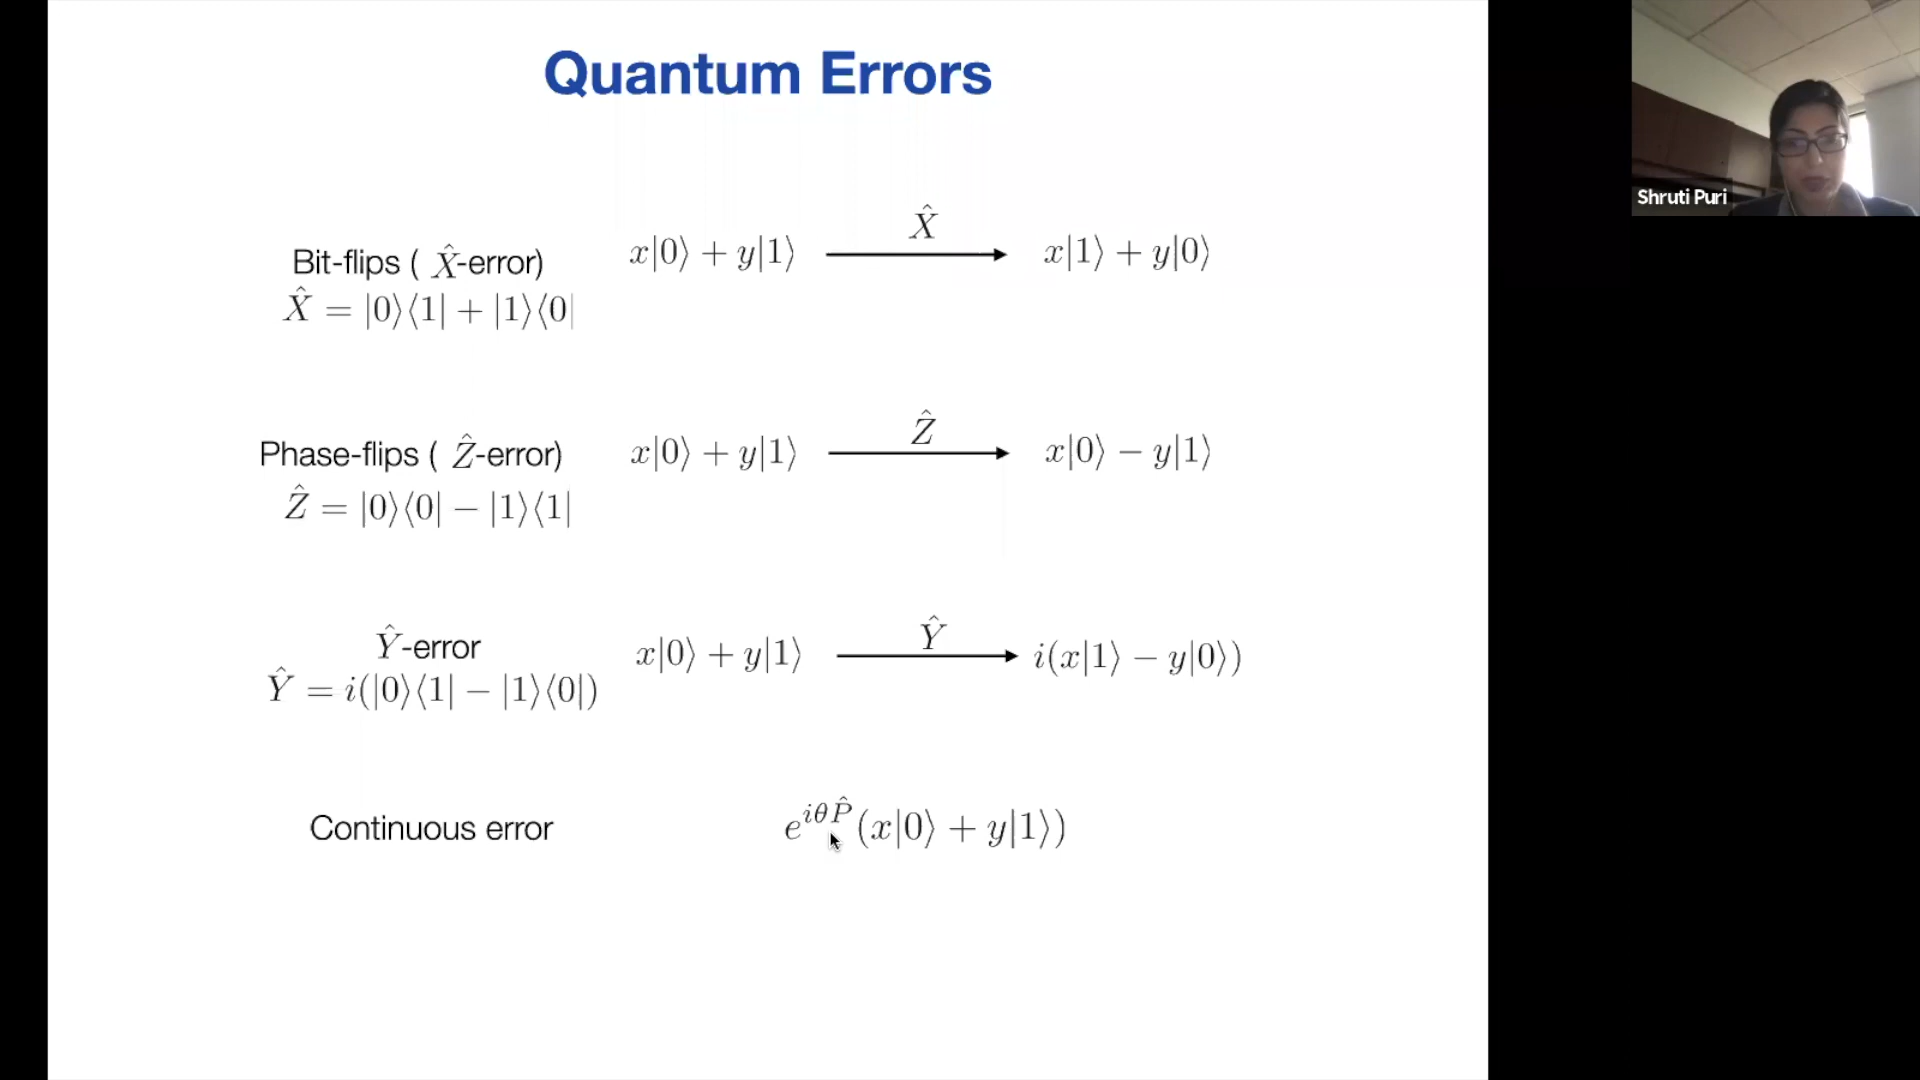 Quantum Errors
Shruti Puri
Bit-flips ( X̂-error)
X̂ = |0⟩⟨1| + |1⟩⟨0|
x|0⟩ + y|1⟩ X̂ x|1⟩ + y|0⟩
Phase-flips ( Ẑ-error)
Ẑ = |0⟩⟨0| − |1⟩⟨1|
x|0⟩ + y|1⟩ Ẑ x|0⟩ − y|1⟩
Ŷ-error
Ŷ = i(|0⟩⟨1| − |1⟩⟨0|)
x|0⟩ + y|1⟩ Ŷ i(x|1⟩ − y|0⟩)
Continuous error
e^{iθP̂}(x|0⟩ + y|1⟩)